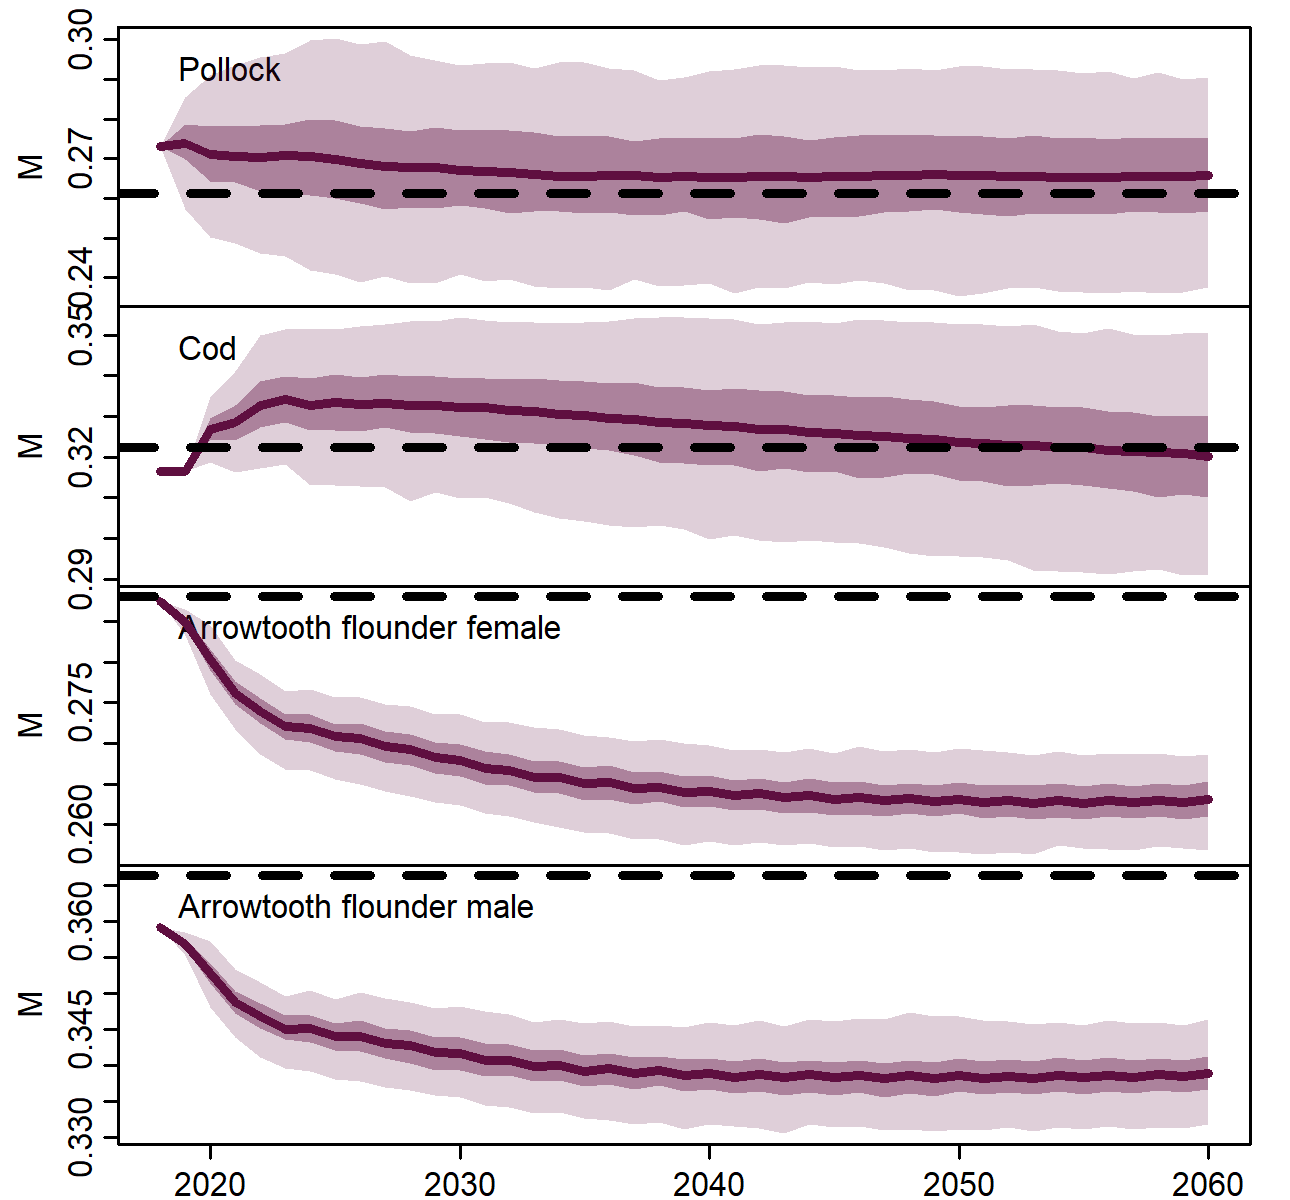 Pollock
M
0.30
0.27
0.24
Cod
M
0.35
0.32
0.29
Arrowtooth flounder female
M
0.275
0.260
Arrowtooth flounder male
M
0.360
0.345
0.330
2020 2030 2040 2050 2060